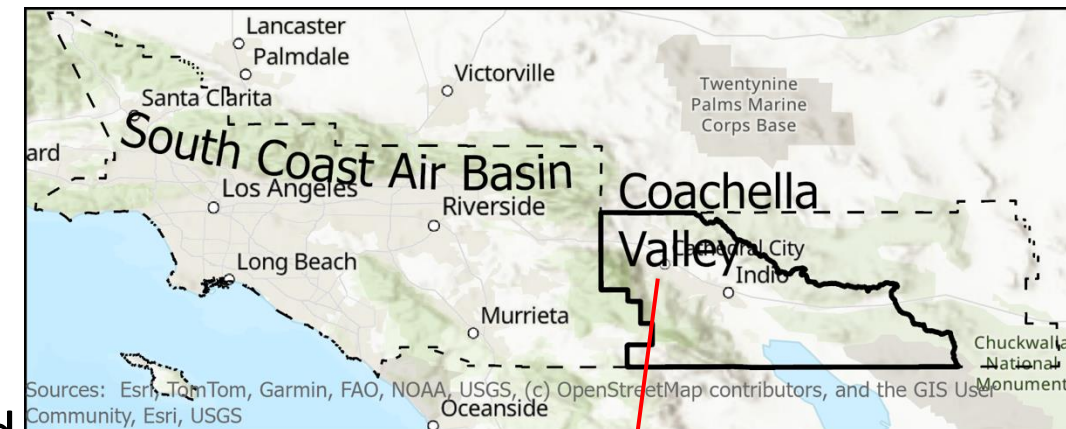 Lancaster
Palmdale
Victorville
Santa Clarita
Twentynine
Palms Marine
Corps Base
South Coast Air Basin
ard
Los Angeles
Riverside
Coachella
Valley
Cathedral City
Indio
Long Beach
Murrieta
Chuckwalla
National
Monument
Sources: Esri, TomTom, Garmin, FAO, NOAA, USGS, (c) OpenStreetMap contributors, and the GIS User
Community, Esri, USGS
Oceanside